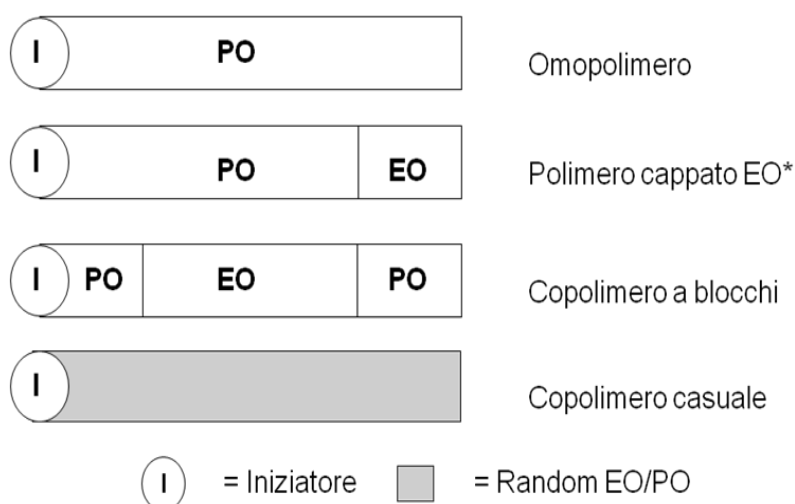 I PO Omopolimero
I PO EO Polimero cappato EO*
I PO EO PO Copolimero a blocchi
I Copolimero casuale
I = Iniziatore = Random EO/PO